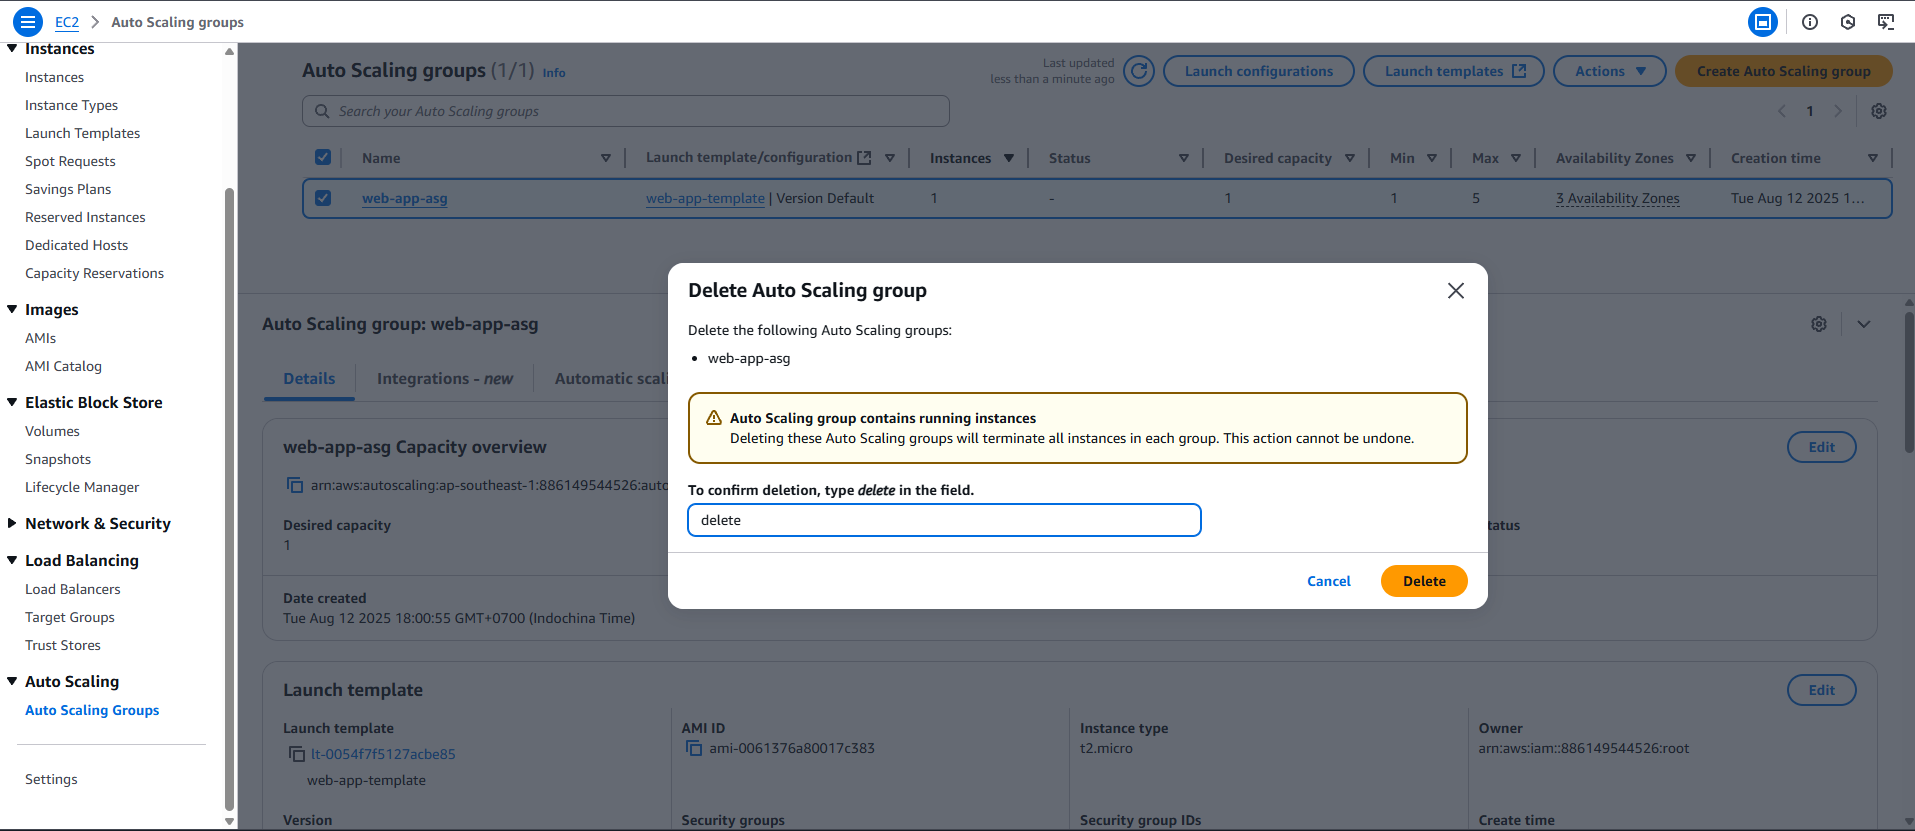 EC2 > Auto Scaling groups
Instances
Instances
Instance Types
Launch Templates
Spot Requests
Savings Plans
Reserved Instances
Dedicated Hosts
Capacity Reservations
Images
AMIs
AMI Catalog
Elastic Block Store
Volumes
Snapshots
Lifecycle Manager
Network & Security
Load Balancing
Load Balancers
Target Groups
Trust Stores
Auto Scaling
Auto Scaling Groups
Settings
Auto Scaling groups (1/1) Info
Last updated
less than a minute ago
Launch configurations
Launch templates
Actions
Create Auto Scaling group
Search your Auto Scaling groups
1
Name Launch template/configuration Instances Status Desired capacity Min Max Availability Zones Creation time
web-app-asg web-app-template | Version Default 1 - 1 1 5 3 Availability Zones Tue Aug 12 2025 1...
Auto Scaling group: web-app-asg
Details Integrations - new Automatic scali
web-app-asg Capacity overview
Edit
arn:aws:autoscaling:ap-southeast-1:886149544526:auto
Desired capacity
1
tatus
Date created
Tue Aug 12 2025 18:00:55 GMT+0700 (Indochina Time)
Delete Auto Scaling group
Delete the following Auto Scaling groups:
• web-app-asg
Auto Scaling group contains running instances
Deleting these Auto Scaling groups will terminate all instances in each group. This action cannot be undone.
To confirm deletion, type delete in the field.
delete
Cancel Delete
Launch template
Edit
Launch template AMI ID Instance type Owner
lt-0054f7f5127acbe85 ami-0061376a80017c383 t2.micro arn:aws:iam::886149544526:root
web-app-template
Version Security groups Security group IDs Create time